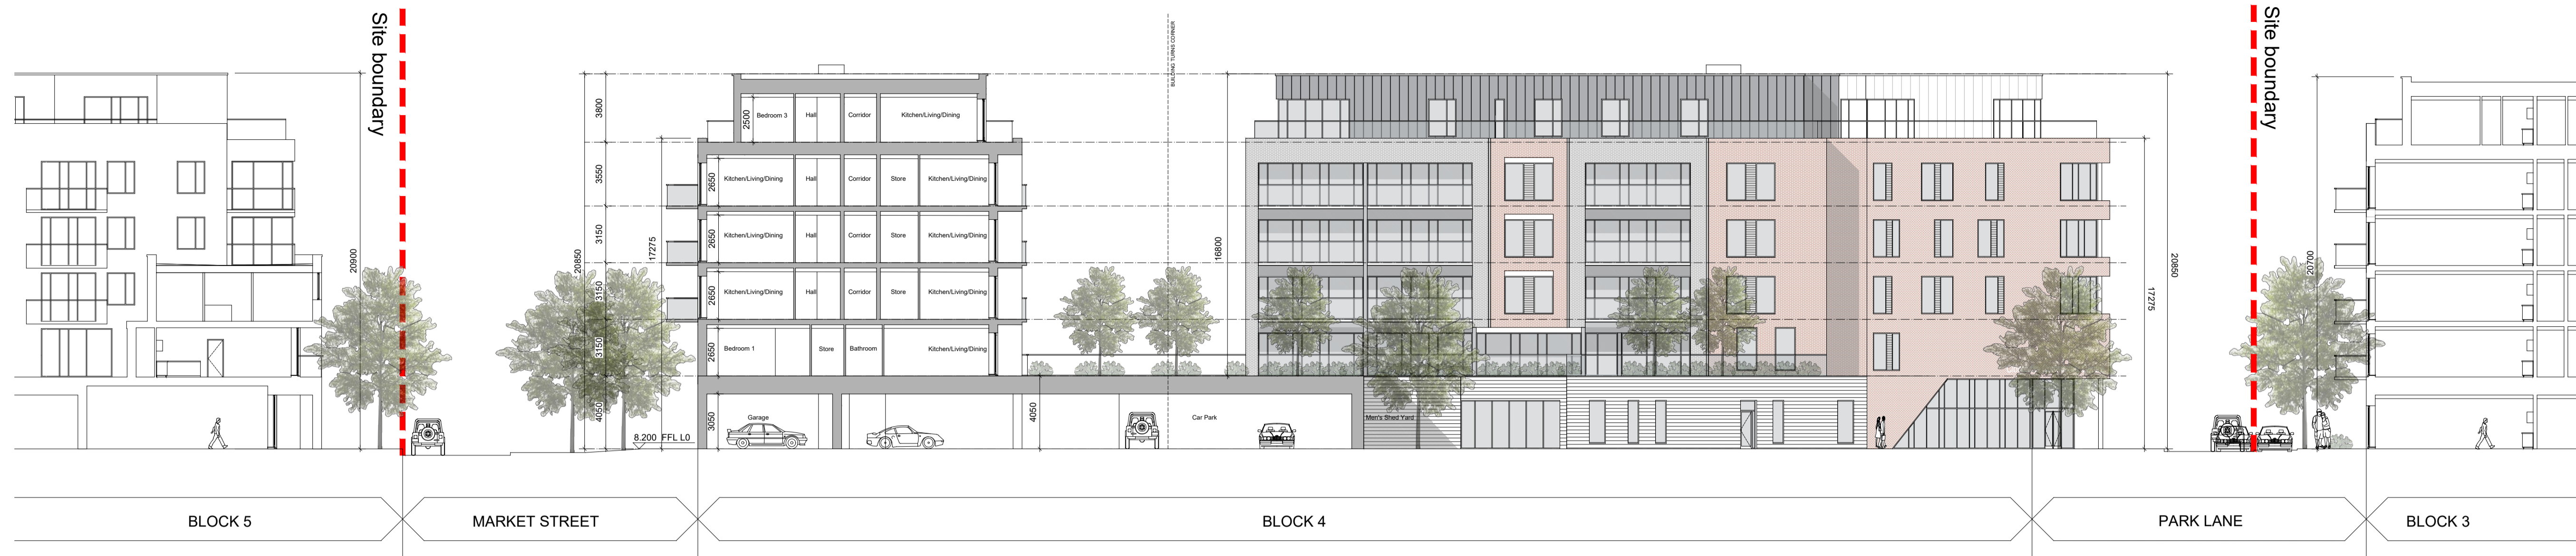 Site boundary
20900
20850
3800
3550
3150
3150
3150
4050
17275
8.200 FFL L0
2500
Bedroom 3
Hall
Corridor
Kitchen/Living/Dining
2650
Kitchen/Living/Dining
Hall
Corridor
Store
Kitchen/Living/Dining
2650
Kitchen/Living/Dining
Hall
Corridor
Store
Kitchen/Living/Dining
2650
Kitchen/Living/Dining
Hall
Corridor
Store
Kitchen/Living/Dining
2650
Bedroom 1
Store
Bathroom
Kitchen/Living/Dining
3050
Garage
4050
Car Park
BUILDING TURNS CORNER
16800
Men's Shed Yard
17275
20850
Site boundary
20700
BLOCK 5
MARKET STREET
BLOCK 4
PARK LANE
BLOCK 3